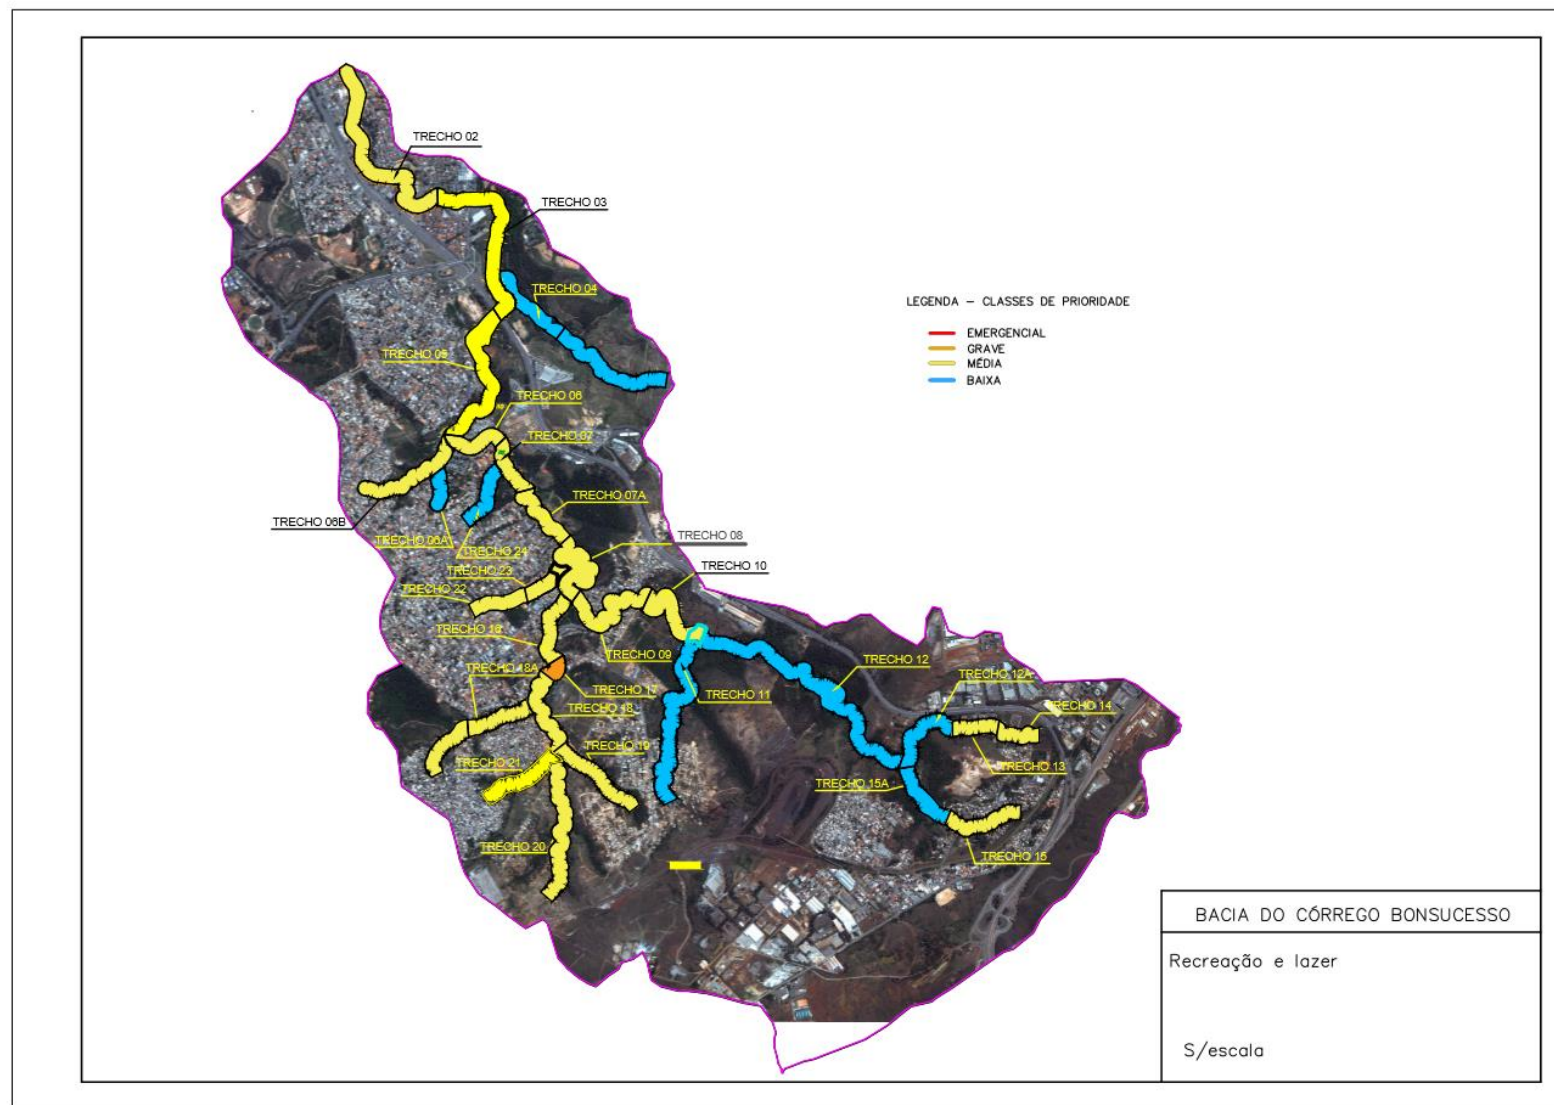 TRECHO 02
TRECHO 03
TRECHO 04
LEGENDA – CLASSES DE PRIORIDADE
EMERGENCIAL
GRAVE
MÉDIA
BAIXA
TRECHO 05
TRECHO 06
TRECHO 07
TRECHO 07A
TRECHO 06B
TRECHO 06A
TRECHO 24
TRECHO 08
TRECHO 23
TRECHO 10
TRECHO 22
TRECHO 16
TRECHO 09
TRECHO 12
TRECHO 18A
TRECHO 12A
TRECHO 17
TRECHO 11
TRECHO 18
TRECHO 14
TRECHO 19
TRECHO 21
TRECHO 13
TRECHO 15A
TRECHO 20
TRECHO 15
BACIA DO CÓRREGO BONSUCESSO
Recreação e lazer
S/escala